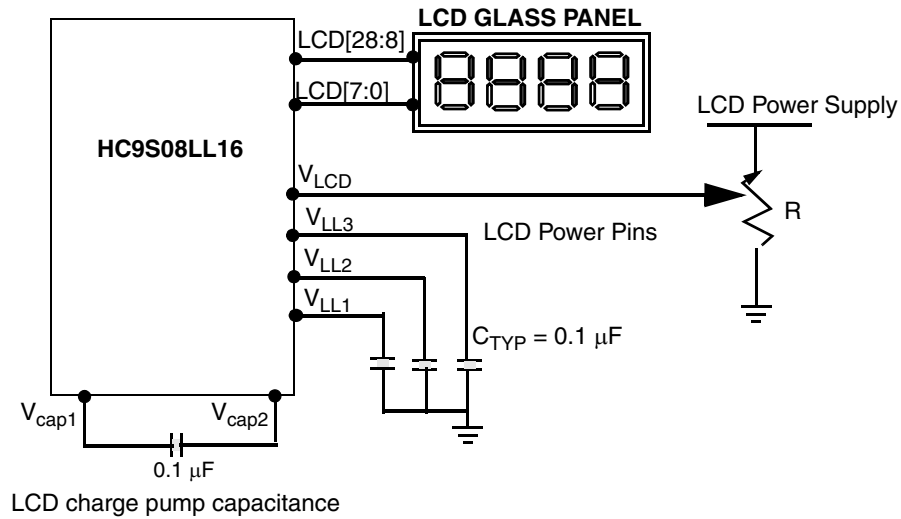 LCD GLASS PANEL
LCD[28:8]
LCD[7:0]
LCD Power Supply
HC9S08LL16
VLCD
R
VLL3
LCD Power Pins
VLL2
VLL1
CTYP = 0.1 μF
Vcap1
Vcap2
0.1 μF
LCD charge pump capacitance